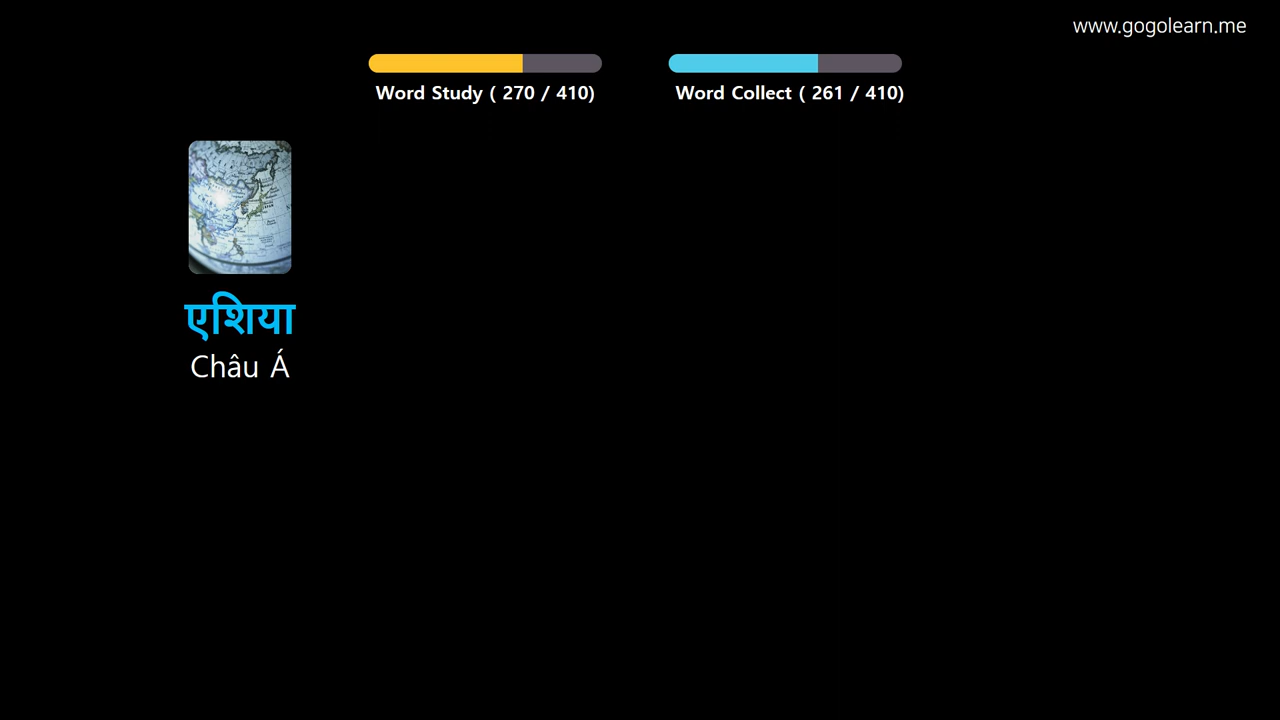 www.gogolearn.me
Word Study ( 270 / 410)
Word Collect ( 261 / 410)
एशिया
Châu Á